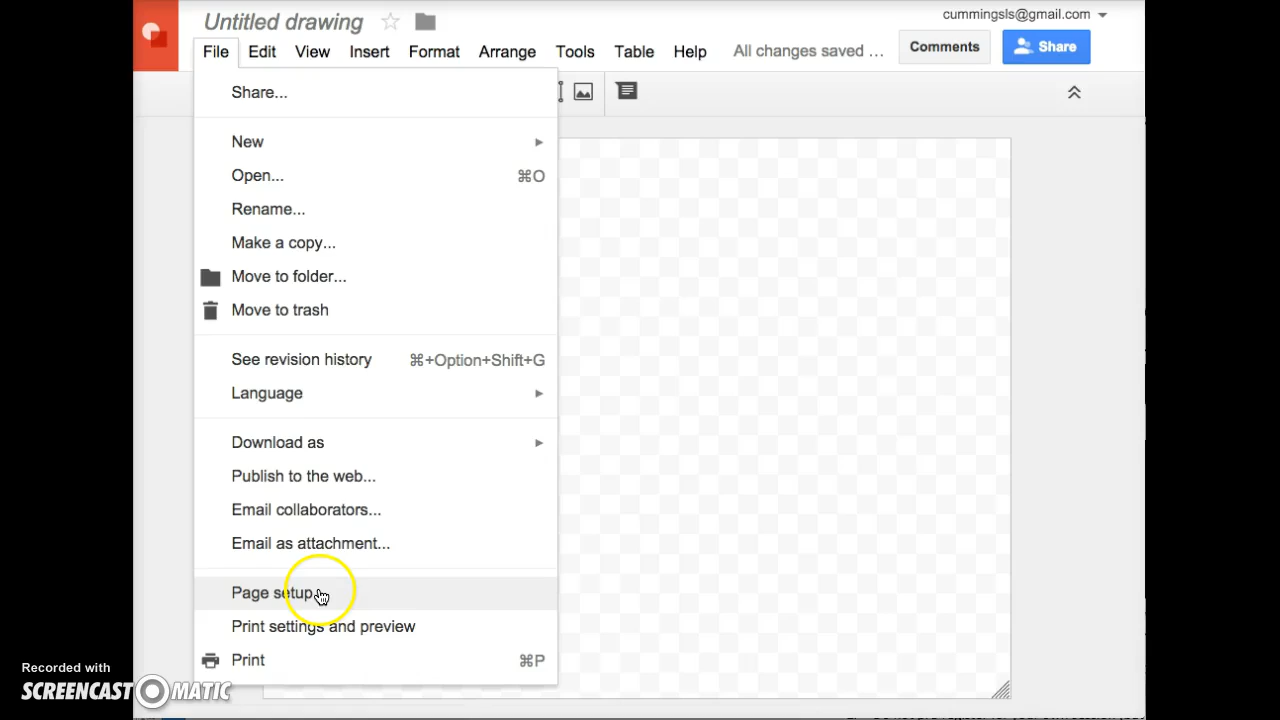 Untitled drawing
cummingsls@gmail.com
File Edit View Insert Format Arrange Tools Table Help All changes saved ...
Comments
Share
Share...
New
Open... ⌘O
Rename...
Make a copy...
Move to folder...
Move to trash
See revision history ⌘+Option+Shift+G
Language
Download as
Publish to the web...
Email collaborators...
Email as attachment...
Page setup
Print settings and preview
Print ⌘P
Recorded with
SCREENCAST MATIC